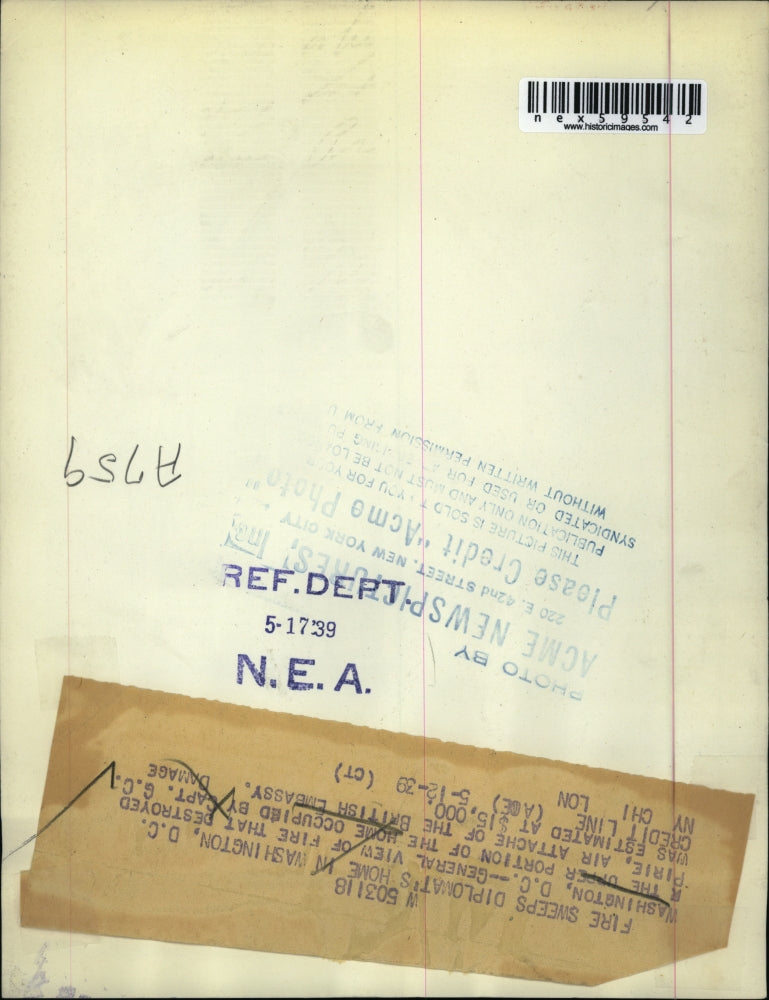 nex59542
www.historicimages.com
A759
PHOTO BY
ACME NEWSPICTURES, Inc.
220 E. 42nd STREET, NEW YORK CITY
Please Credit "Acme Photo"
THIS PICTURE IS SOLD TO YOU FOR YOUR
PUBLICATION ONLY AND MUST NOT BE
SYNDICATED OR USED FOR
WITHOUT WRITTEN PERMISSION FROM U
REF.DEPT.
5-17'39
N.E.A.
W 503118
FIRE SWEEPS DIPLOMAT'S HOME IN WASHINGTON, D.C.
WASHINGTON, D.C.--GENERAL VIEW OF FIRE THAT DESTROYED
THE UPPER PORTION OF THE HOME OCCUPIED BY CAPT. G.C.
PIRIE, AIR ATTACHE OF THE BRITISH EMBASSY. DAMAGE
WAS ESTIMATED AT $15,000.
CREDIT LINE (ACME) 5-12-39 (CT)
NY CHI LON